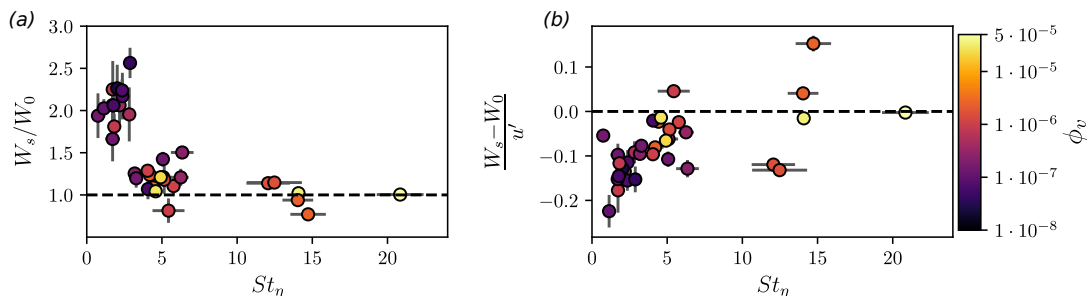 (a)
3.0
2.5
2.0
1.5
1.0
W_s/W_0
0 5 10 15 20
St_η
(b)
0.1
0.0
−0.1
−0.2
W_s−W_0
u′
0 5 10 15 20
St_η
5 · 10^−5
1 · 10^−5
1 · 10^−6
1 · 10^−7
1 · 10^−8
ϕ_v